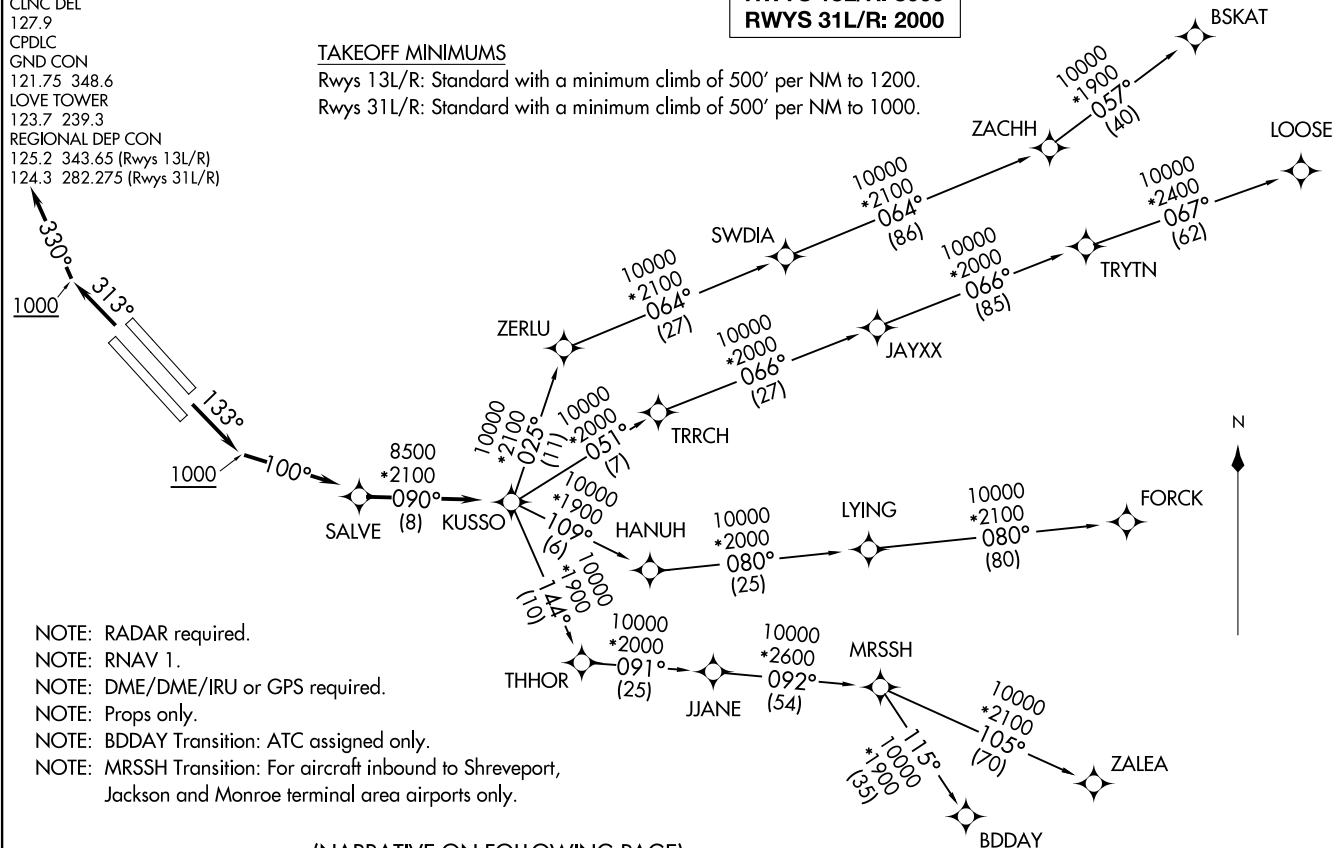 CLNC DEL
127.9
CPDLC
GND CON
121.75 348.6
LOVE TOWER
123.7 239.3
REGIONAL DEP CON
125.2 343.65 (Rwys 13L/R)
124.3 282.275 (Rwys 31L/R)
RWYS 31L/R: 2000
TAKEOFF MINIMUMS
Rwys 13L/R: Standard with a minimum climb of 500' per NM to 1200.
Rwys 31L/R: Standard with a minimum climb of 500' per NM to 1000.
BSKAT
10000
*1900
057°
(40)
ZACHH
LOOSE
10000
*2100
064°
(86)
10000
*2400
067°
(62)
SWDIA
TRYTN
10000
*2100
064°
(27)
10000
*2000
066°
(85)
ZERLU
JAYXX
10000
*2000
066°
(27)
330°
1000
313°
133°
1000
100°
SALVE
8500
*2100
090°
(8)
KUSSO
10000
*2100
025°
(11)
10000
*2000
051°
(7)
TRRCH
N
10000
*1900
109°
(6)
HANUH
10000
*2000
080°
(25)
LYING
10000
*2100
080°
(80)
FORCK
10000
*1900
144°
(10)
THHOR
10000
*2000
091°
(25)
JJANE
10000
*2600
092°
(54)
MRSSH
10000
*2100
105°
(70)
ZALEA
115°
10000
*1900
(35)
BDDAY
NOTE: RADAR required.
NOTE: RNAV 1.
NOTE: DME/DME/IRU or GPS required.
NOTE: Props only.
NOTE: BDDAY Transition: ATC assigned only.
NOTE: MRSSH Transition: For aircraft inbound to Shreveport,
Jackson and Monroe terminal area airports only.
(NARRATIVE ON FOLLOWING PAGE)